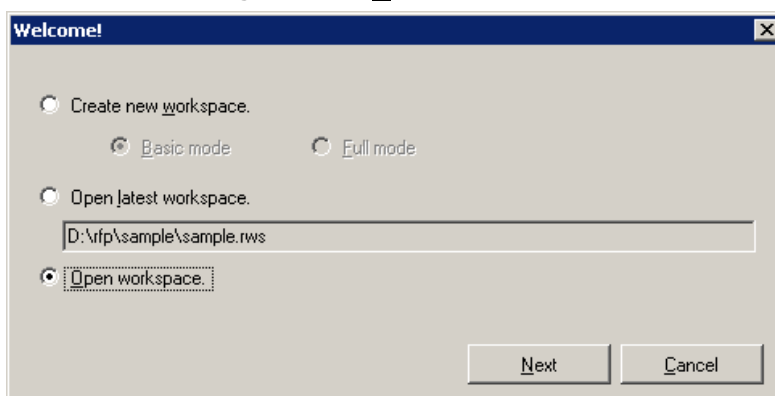 Welcome!
Create new workspace.
Basic mode Full mode
Open latest workspace.
D:\rfp\sample\sample.rws
Open workspace.
Next Cancel